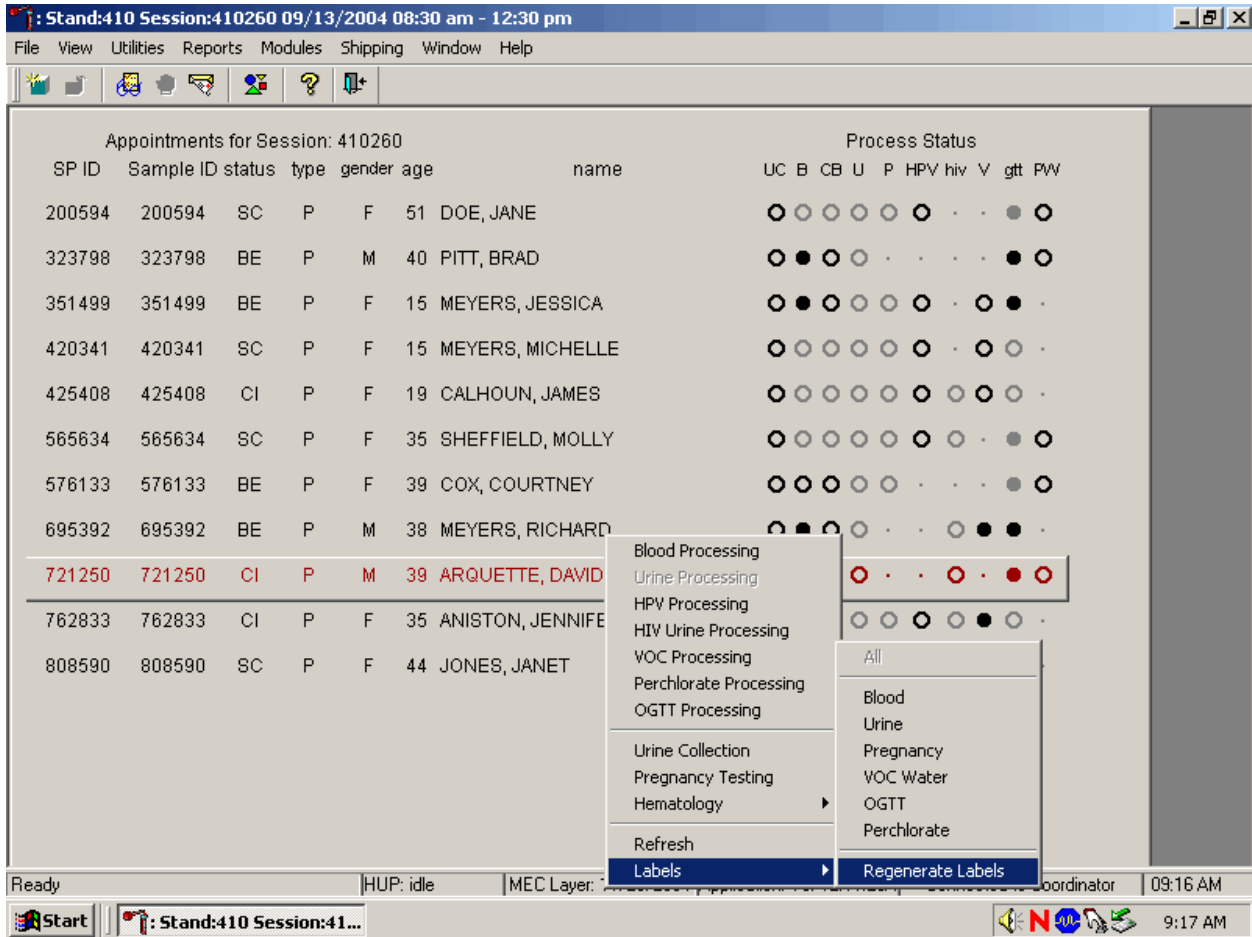 : Stand:410 Session:410260 09/13/2004 08:30 am - 12:30 pm
File View Utilities Reports Modules Shipping Window Help
Appointments for Session: 410260 Process Status
SP ID Sample ID status type gender age name UC B CB U P HPV hiv V gtt PW
200594 200594 SC P F 51 DOE, JANE
323798 323798 BE P M 40 PITT, BRAD
351499 351499 BE P F 15 MEYERS, JESSICA
420341 420341 SC P F 15 MEYERS, MICHELLE
425408 425408 CI P F 19 CALHOUN, JAMES
565634 565634 SC P F 35 SHEFFIELD, MOLLY
576133 576133 BE P F 39 COX, COURTNEY
695392 695392 BE P M 38 MEYERS, RICHARD
721250 721250 CI P M 39 ARQUETTE, DAVID
762833 762833 CI P F 35 ANISTON, JENNIFE
808590 808590 SC P F 44 JONES, JANET
Blood Processing
Urine Processing
HPV Processing
HIV Urine Processing
VOC Processing
Perchlorate Processing
OGTT Processing
Urine Collection
Pregnancy Testing
Hematology
Refresh
Labels
All
Blood
Urine
Pregnancy
VOC Water
OGTT
Perchlorate
Regenerate Labels
Ready HUP: idle MEC Layer: oordinator 09:16 AM
Start : Stand:410 Session:41... N 9:17 AM